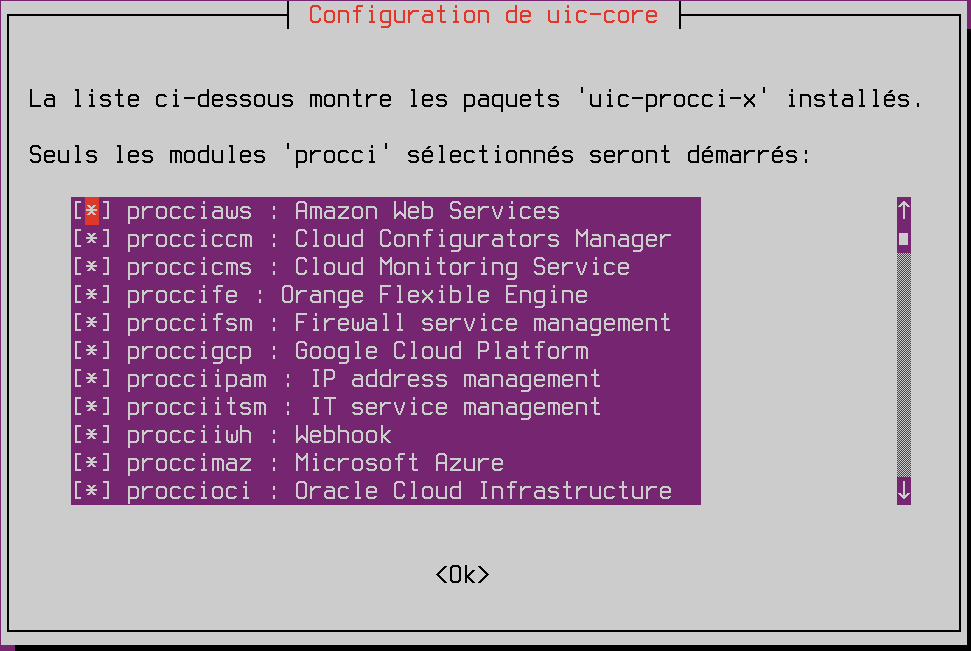 Configuration de uic-core
La liste ci-dessous montre les paquets 'uic-procci-x' installés.
Seuls les modules 'procci' sélectionnés seront démarrés:
[*] procciaws : Amazon Web Services
[*] procciccm : Cloud Configurators Manager
[*] proccicms : Cloud Monitoring Service
[*] proccife : Orange Flexible Engine
[*] proccifsm : Firewall service management
[*] proccigcp : Google Cloud Platform
[*] procciipam : IP address management
[*] procciitsm : IT service management
[*] procciiwh : Webhook
[*] proccimaz : Microsoft Azure
[*] proccioci : Oracle Cloud Infrastructure
<Ok>